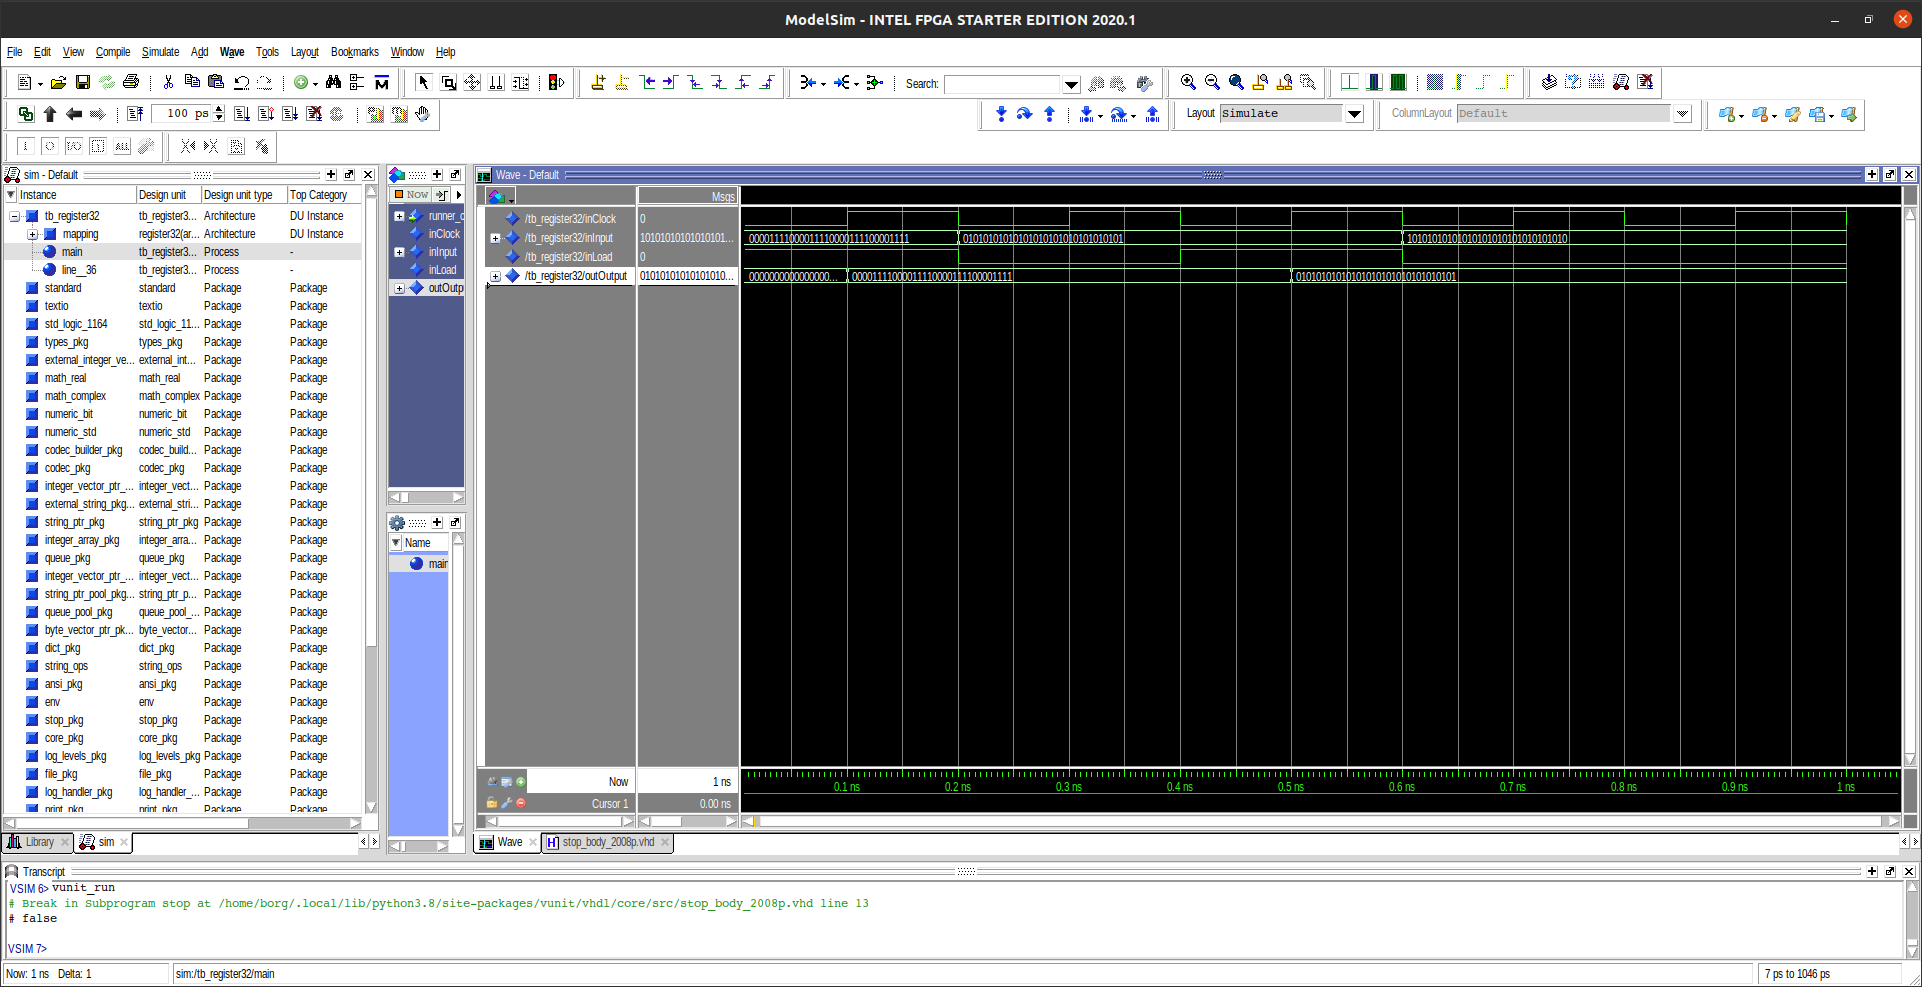 ModelSim - INTEL FPGA STARTER EDITION 2020.1
File Edit View Compile Simulate Add Wave Tools Layout Bookmarks Window Help
Search:
100 ps
Layout Simulate
ColumnLayout Default
sim - Default
Instance Design unit Design unit type Top Category
tb_register32 tb_register3... Architecture DU Instance
mapping register32(ar... Architecture DU Instance
main tb_register3... Process -
line__36 tb_register3... Process -
standard standard Package Package
textio textio Package Package
std_logic_1164 std_logic_11... Package Package
types_pkg types_pkg Package Package
external_integer_ve... external_int... Package Package
math_real math_real Package Package
math_complex math_complex Package Package
numeric_bit numeric_bit Package Package
numeric_std numeric_std Package Package
codec_builder_pkg codec_build... Package Package
codec_pkg codec_pkg Package Package
integer_vector_ptr_... integer_vect... Package Package
external_string_pkg... external_stri... Package Package
string_ptr_pkg string_ptr_pkg Package Package
integer_array_pkg integer_arra... Package Package
queue_pkg queue_pkg Package Package
integer_vector_ptr_... integer_vect... Package Package
string_ptr_pool_pkg... string_ptr_p... Package Package
queue_pool_pkg queue_pool_... Package Package
byte_vector_ptr_pk... byte_vector... Package Package
dict_pkg dict_pkg Package Package
string_ops string_ops Package Package
ansi_pkg ansi_pkg Package Package
env env Package Package
stop_pkg stop_pkg Package Package
core_pkg core_pkg Package Package
log_levels_pkg log_levels_pkg Package Package
file_pkg file_pkg Package Package
log_handler_pkg log_handler_... Package Package
print_pkg print_pkg Package Package
Library sim
Now
runner_c
inClock
inInput
inLoad
outOutp
Name
main
Wave - Default
Msgs
/tb_register32/inClock 0
/tb_register32/inInput 10101010101010101... 00001111000011110000111100001111 01010101010101010101010101010101 10101010101010101010101010101010
/tb_register32/inLoad 0
/tb_register32/outOutput 01010101010101010... 0000000000000000... 00001111000011110000111100001111 01010101010101010101010101010101
Now 1 ns
0.1 ns 0.2 ns 0.3 ns 0.4 ns 0.5 ns 0.6 ns 0.7 ns 0.8 ns 0.9 ns 1 ns
Cursor 1 0.00 ns
Wave stop_body_2008p.vhd
Transcript
VSIM 6> vunit_run
# Break in Subprogram stop at /home/borg/.local/lib/python3.8/site-packages/vunit/vhdl/core/src/stop_body_2008p.vhd line 13
# false
VSIM 7>
Now: 1 ns Delta: 1
sim:/tb_register32/main
7 ps to 1046 ps